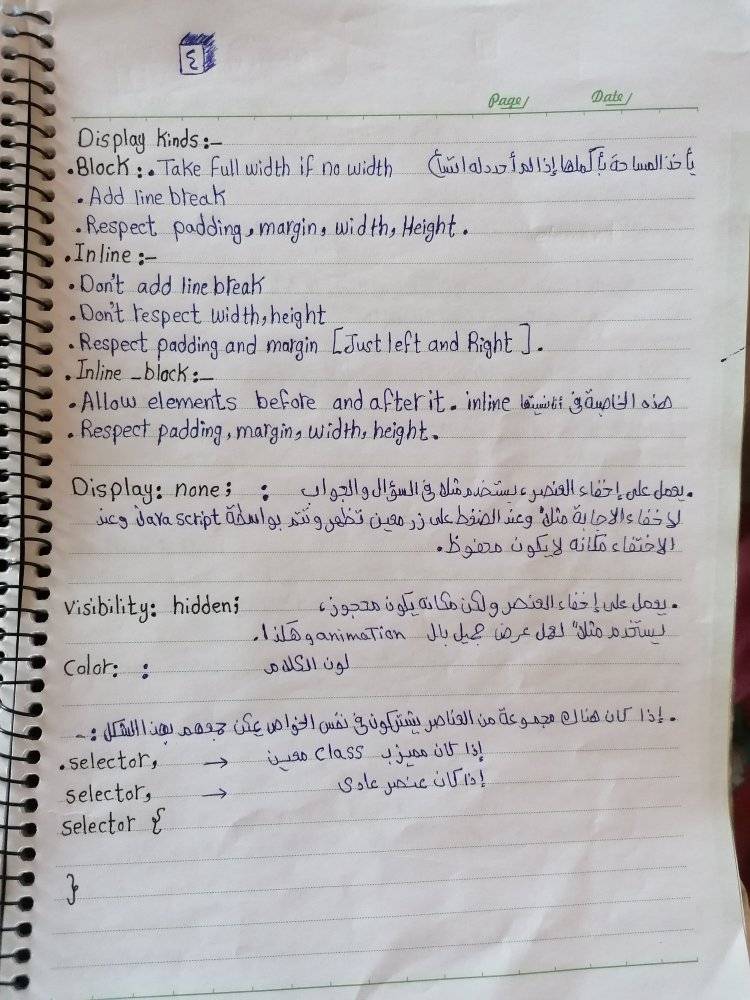 ٤
Page/ Date/
Display Kinds:-
.Block: . Take full width if no width يأخذ المساحة بأكملها إذا لم أحدد له
. Add line break
. Respect padding, margin, width, Height.
. Inline :-
. Don't add line break
. Don't respect width, height
. Respect padding and margin [Just left and Right].
. Inline _block:-
. Allow elements before and after it. inline هذه الخاصية في
. Respect padding, margin, width, height.
Display: none; : .يعمل على إخفاء العنصر، يستخدم مثلا في السؤال والجواب
لإخفاء الاجابة مثلاً وعند الضغط على زر معين تظهر وتتم بواسطة Java script وعند
الاختفاء مكانه لا يكون محفوظ.
visibility: hidden; .يعمل على إخفاء العنصر ولكن مكانه يكون محجوز،
يستخدم مثلاً لعمل عرض جميل بال animation وهكذا.
Color: : لون الكلام
. إذا كان هناك مجموعة من العناصر يشتركون في نفس الخواص يمكن جمعهم بهذا الشكل :-
.selector, → إذا كان مميز ب class معين
selector, → إذا كان عنصر عادى
selector {
}